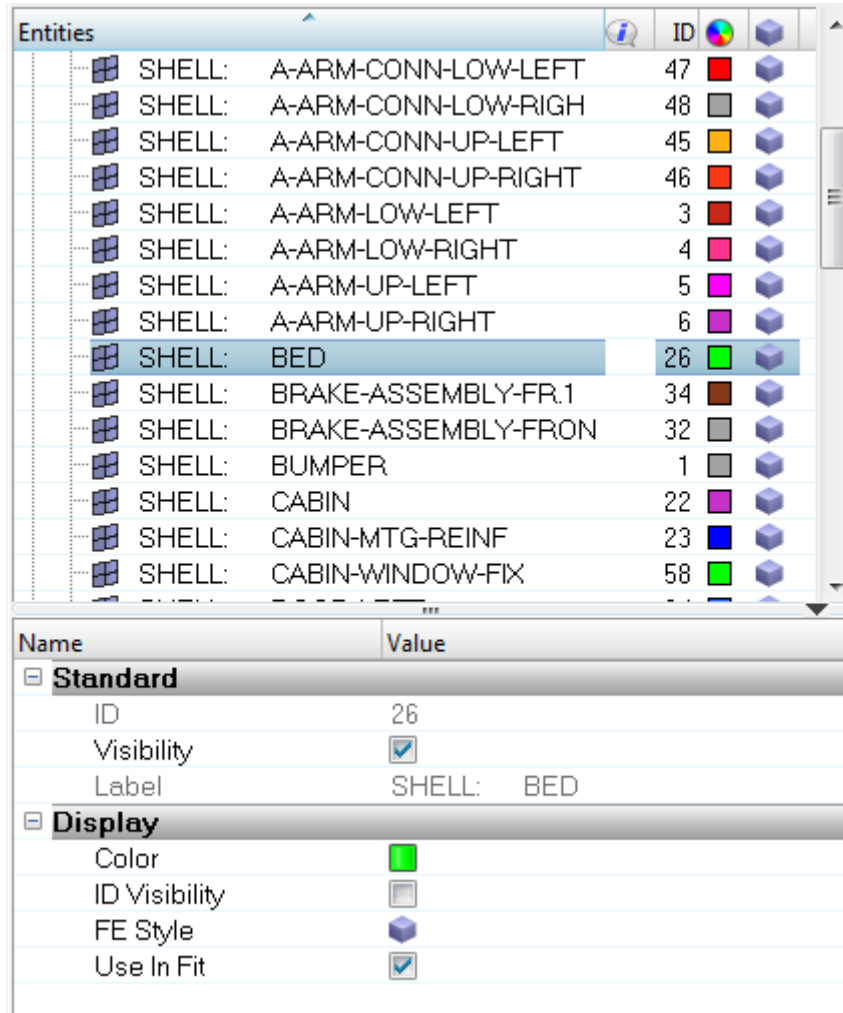 Entities ID
SHELL: A-ARM-CONN-LOW-LEFT 47
SHELL: A-ARM-CONN-LOW-RIGH 48
SHELL: A-ARM-CONN-UP-LEFT 45
SHELL: A-ARM-CONN-UP-RIGHT 46
SHELL: A-ARM-LOW-LEFT 3
SHELL: A-ARM-LOW-RIGHT 4
SHELL: A-ARM-UP-LEFT 5
SHELL: A-ARM-UP-RIGHT 6
SHELL: BED 26
SHELL: BRAKE-ASSEMBLY-FR.1 34
SHELL: BRAKE-ASSEMBLY-FRON 32
SHELL: BUMPER 1
SHELL: CABIN 22
SHELL: CABIN-MTG-REINF 23
SHELL: CABIN-WINDOW-FIX 58
Name Value
Standard
ID 26
Visibility
Label SHELL: BED
Display
Color
ID Visibility
FE Style
Use In Fit